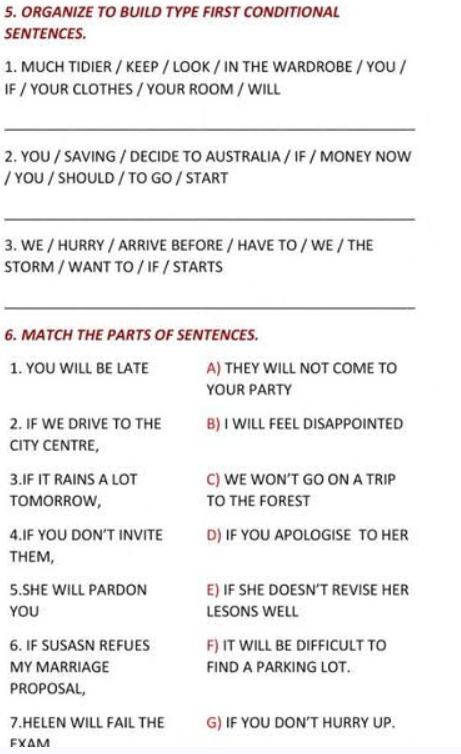 5. ORGANIZE TO BUILD TYPE FIRST CONDITIONAL
SENTENCES.
1. MUCH TIDIER / KEEP / LOOK / IN THE WARDROBE / YOU /
IF / YOUR CLOTHES / YOUR ROOM / WILL
2. YOU / SAVING / DECIDE TO AUSTRALIA / IF / MONEY NOW
/ YOU / SHOULD / TO GO / START
3. WE / HURRY / ARRIVE BEFORE / HAVE TO / WE / THE
STORM / WANT TO / IF / STARTS
6. MATCH THE PARTS OF SENTENCES.
1. YOU WILL BE LATE
A) THEY WILL NOT COME TO
YOUR PARTY
2. IF WE DRIVE TO THE
CITY CENTRE,
B) I WILL FEEL DISAPPOINTED
3.IF IT RAINS A LOT
TOMORROW,
C) WE WON'T GO ON A TRIP
TO THE FOREST
4.IF YOU DON'T INVITE
THEM,
D) IF YOU APOLOGISE TO HER
5.SHE WILL PARDON
YOU
E) IF SHE DOESN'T REVISE HER
LESONS WELL
6. IF SUSASN REFUES
MY MARRIAGE
PROPOSAL,
F) IT WILL BE DIFFICULT TO
FIND A PARKING LOT.
7.HELEN WILL FAIL THE
EXAM
G) IF YOU DON'T HURRY UP.